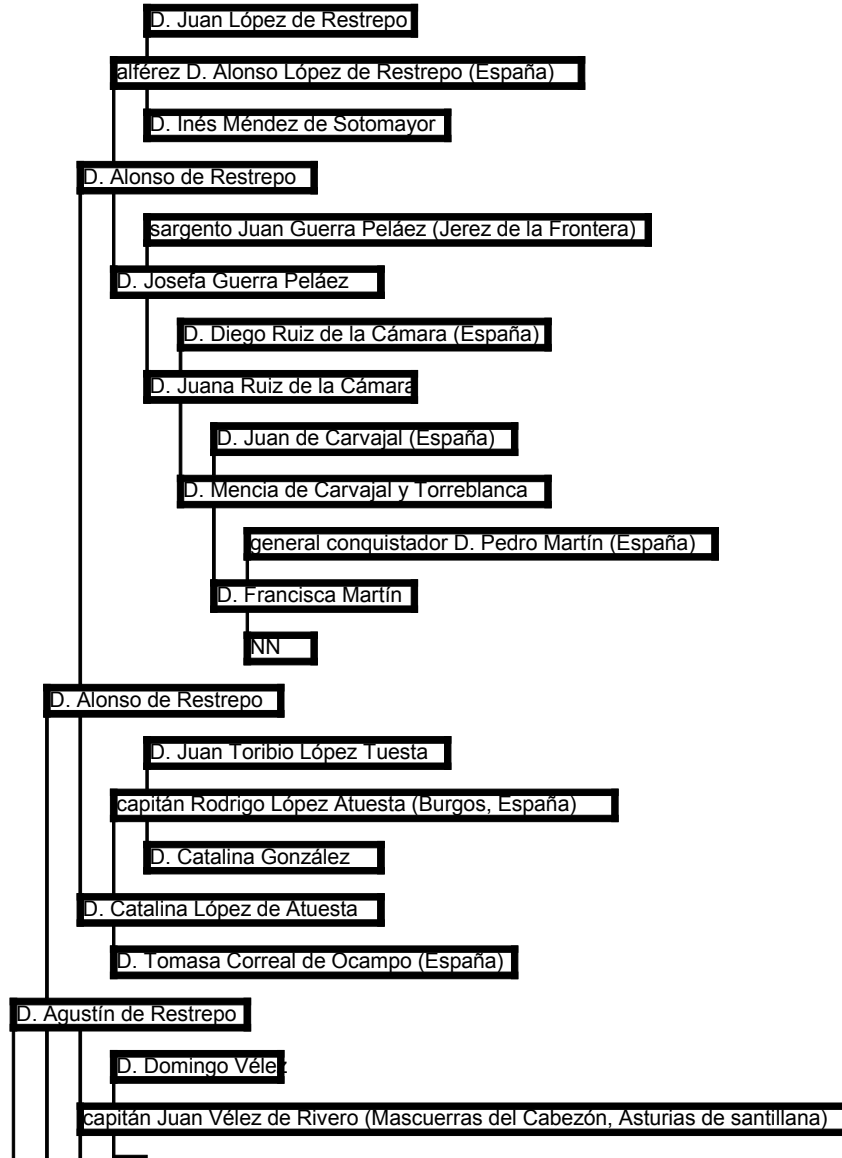 D. Juan López de Restrepo
alférez D. Alonso López de Restrepo (España)
D. Inés Méndez de Sotomayor
D. Alonso de Restrepo
sargento Juan Guerra Peláez (Jerez de la Frontera)
D. Josefa Guerra Peláez
D. Diego Ruiz de la Cámara (España)
D. Juana Ruiz de la Cámara
D. Juan de Carvajal (España)
D. Mencia de Carvajal y Torreblanca
general conquistador D. Pedro Martín (España)
D. Francisca Martín
NN
D. Alonso de Restrepo
D. Juan Toribio López Tuesta
capitán Rodrigo López Atuesta (Burgos, España)
D. Catalina González
D. Catalina López de Atuesta
D. Tomasa Correal de Ocampo (España)
D. Agustín de Restrepo
D. Domingo Vélez
capitán Juan Vélez de Rivero (Mascuerras del Cabezón, Asturias de santillana)